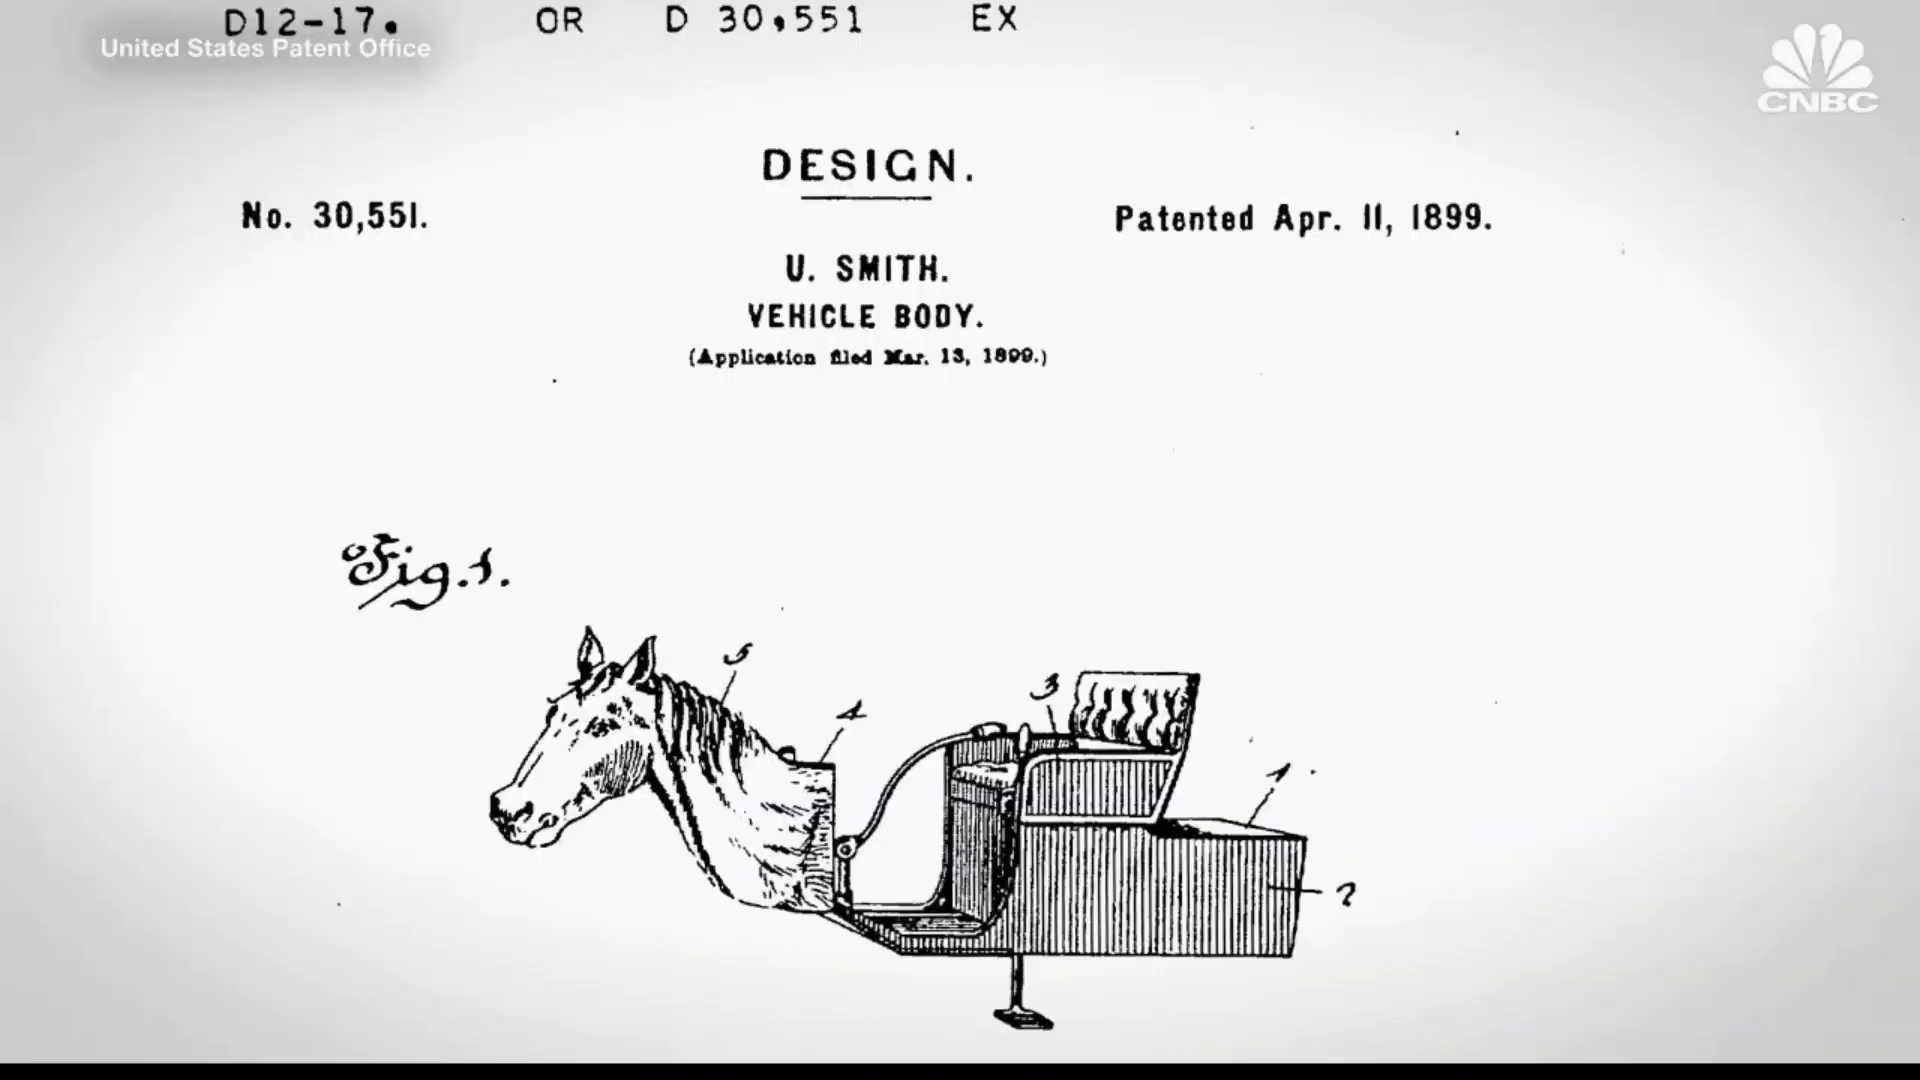 D12-17. OR D 30,551 EX
United States Patent Office
CNBC
DESIGN.
No. 30,551. Patented Apr. 11, 1899.
U. SMITH.
VEHICLE BODY.
(Application filed Mar. 13, 1899.)
Fig. 1.
5
4
3
1
2